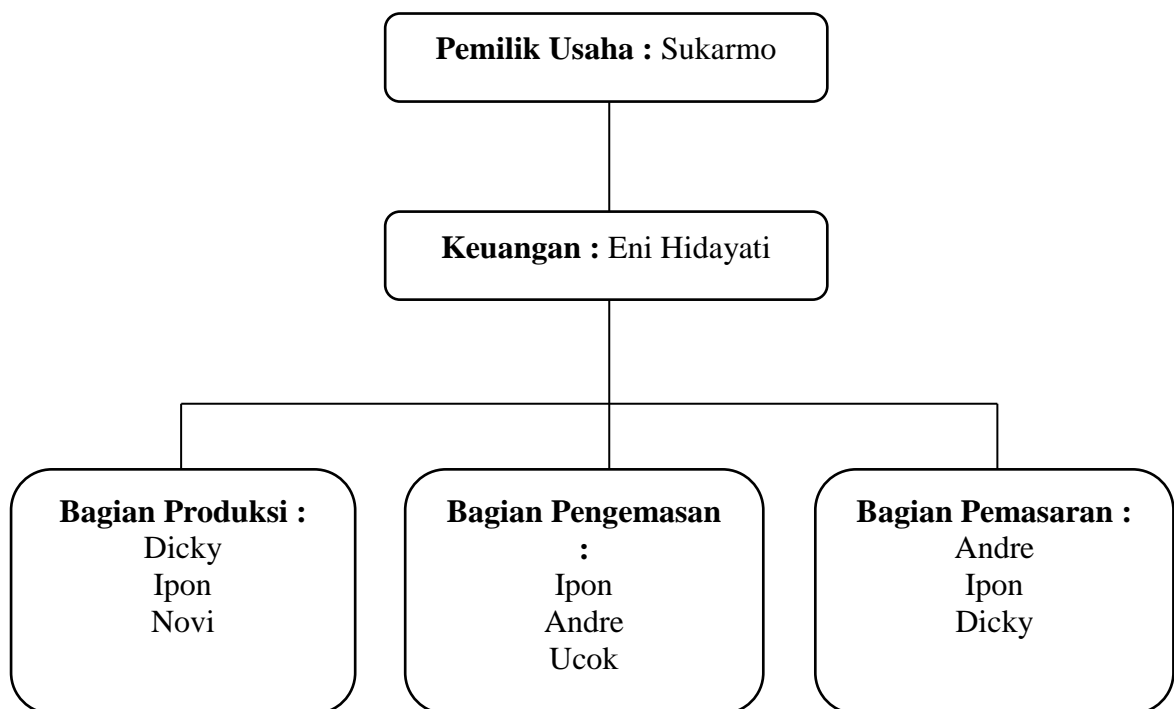 Pemilik Usaha : Sukarmo
Keuangan : Eni Hidayati
Bagian Produksi :
Dicky
Ipon
Novi
Bagian Pengemasan
:
Ipon
Andre
Ucok
Bagian Pemasaran :
Andre
Ipon
Dicky